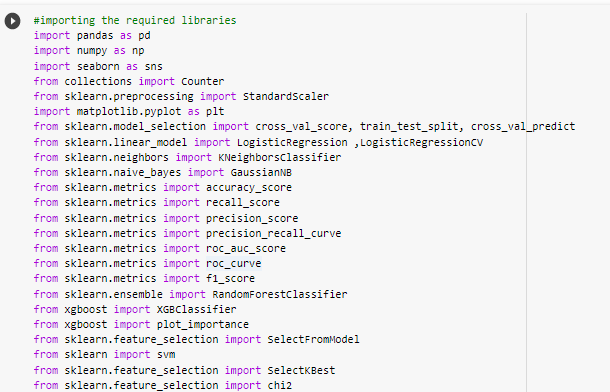 #importing the required libraries
import pandas as pd
import numpy as np
import seaborn as sns
from collections import Counter
from sklearn.preprocessing import StandardScaler
import matplotlib.pyplot as plt
from sklearn.model_selection import cross_val_score, train_test_split, cross_val_predict
from sklearn.linear_model import LogisticRegression ,LogisticRegressionCV
from sklearn.neighbors import KNeighborsClassifier
from sklearn.naive_bayes import GaussianNB
from sklearn.metrics import accuracy_score
from sklearn.metrics import recall_score
from sklearn.metrics import precision_score
from sklearn.metrics import precision_recall_curve
from sklearn.metrics import roc_auc_score
from sklearn.metrics import roc_curve
from sklearn.metrics import f1_score
from sklearn.ensemble import RandomForestClassifier
from xgboost import XGBClassifier
from xgboost import plot_importance
from sklearn.feature_selection import SelectFromModel
from sklearn import svm
from sklearn.feature_selection import SelectKBest
from sklearn.feature_selection import chi2